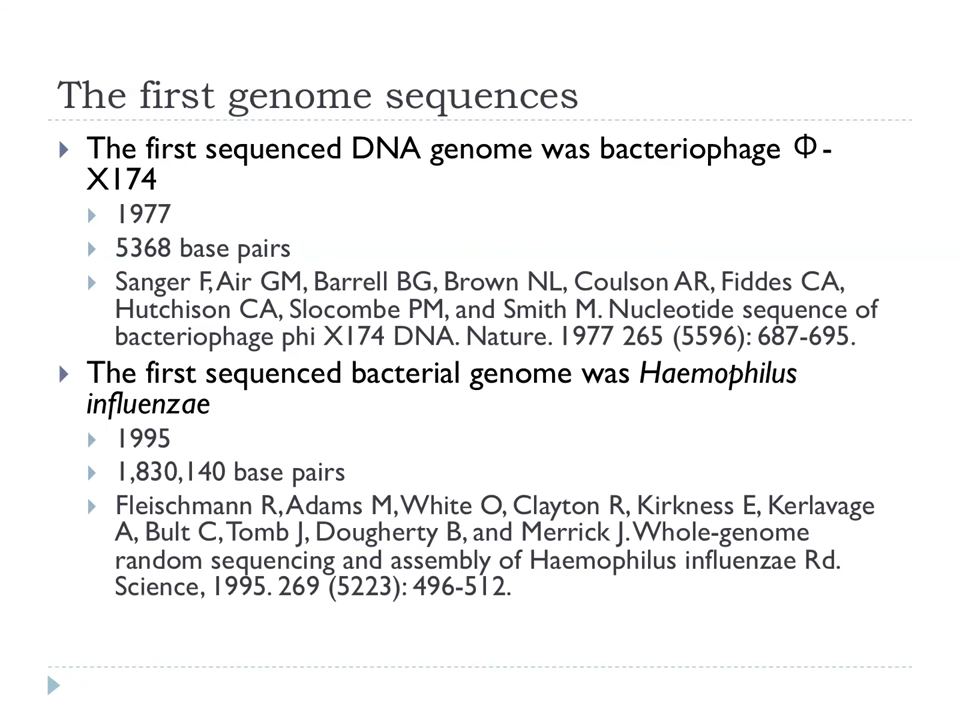 The first genome sequences
The first sequenced DNA genome was bacteriophage Φ-
X174
1977
5368 base pairs
Sanger F, Air GM, Barrell BG, Brown NL, Coulson AR, Fiddes CA,
Hutchison CA, Slocombe PM, and Smith M. Nucleotide sequence of
bacteriophage phi X174 DNA. Nature. 1977 265 (5596): 687-695.
The first sequenced bacterial genome was Haemophilus
influenzae
1995
1,830,140 base pairs
Fleischmann R, Adams M, White O, Clayton R, Kirkness E, Kerlavage
A, Bult C, Tomb J, Dougherty B, and Merrick J. Whole-genome
random sequencing and assembly of Haemophilus influenzae Rd.
Science, 1995. 269 (5223): 496-512.